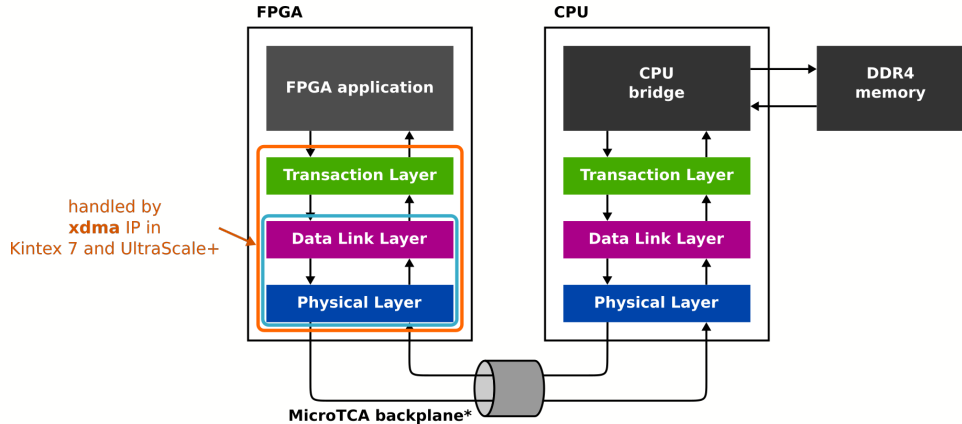 FPGA
CPU
FPGA application
CPU
bridge
DDR4
memory
Transaction Layer
Transaction Layer
handled by
xdma IP in
Kintex 7 and UltraScale+
Data Link Layer
Data Link Layer
Physical Layer
Physical Layer
MicroTCA backplane*